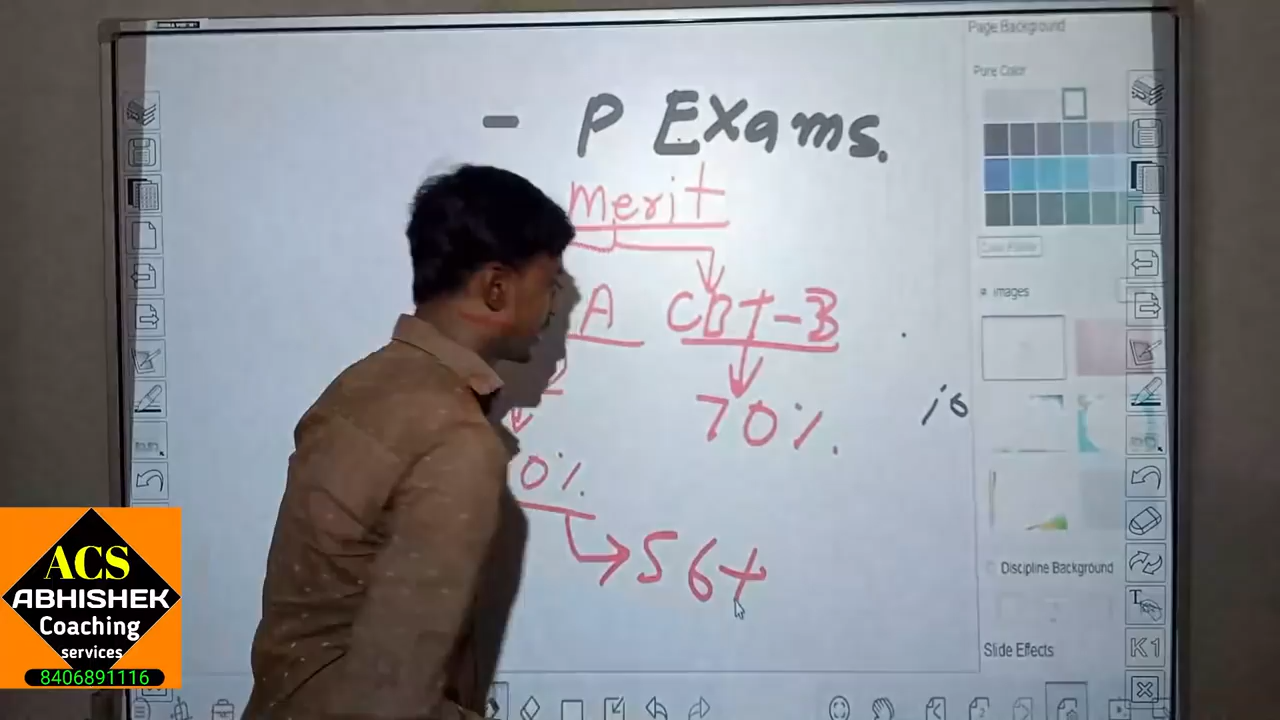 Page Background
Pure Color
- P Exams.
Merit
A CBT-B
Images
70%.
0%.
56+
Discipline Background
Slide Effects
K1
ACS
ABHISHEK
Coaching
services
8406891116